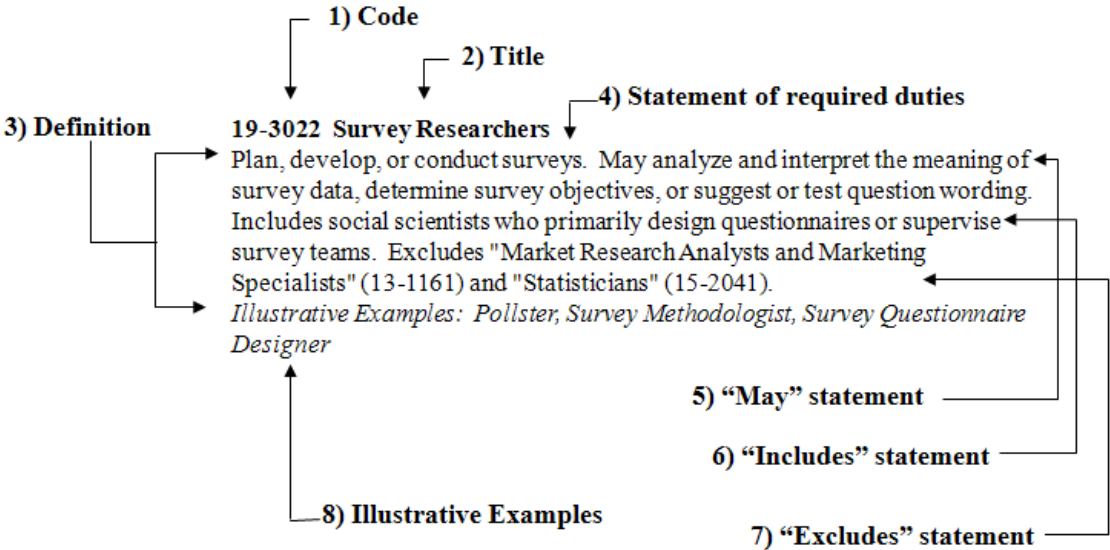 1) Code
2) Title
4) Statement of required duties
3) Definition
19-3022 Survey Researchers
Plan, develop, or conduct surveys. May analyze and interpret the meaning of
survey data, determine survey objectives, or suggest or test question wording.
Includes social scientists who primarily design questionnaires or supervise
survey teams. Excludes "Market Research Analysts and Marketing
Specialists" (13-1161) and "Statisticians" (15-2041).
Illustrative Examples: Pollster, Survey Methodologist, Survey Questionnaire
Designer
5) “May” statement
6) “Includes” statement
8) Illustrative Examples
7) “Excludes” statement